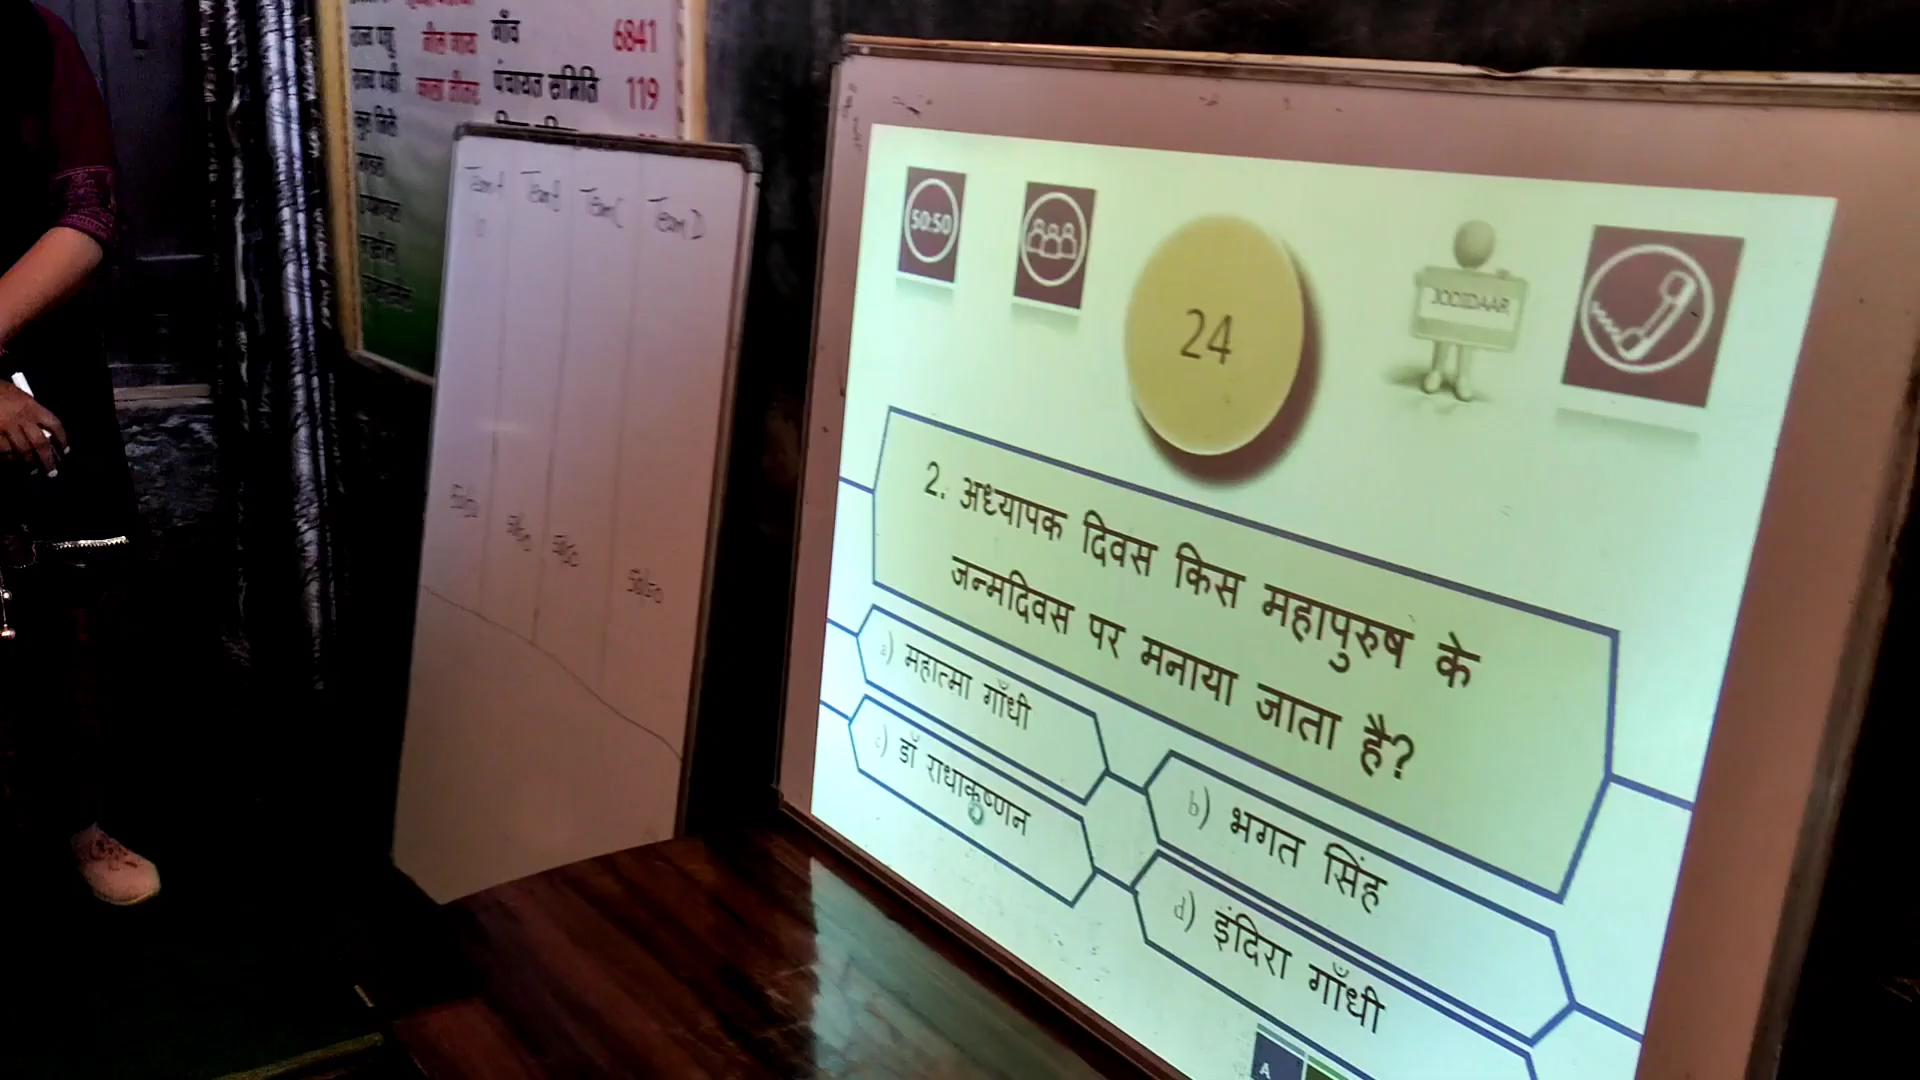 गाँव 6841
पंचायत समिति 119
Team A Team B Team C Team D
10
50/50 50/50 50/50 50/50
50:50
24
JODIDAAR
2. अध्यापक दिवस किस महापुरुष के
जन्मदिवस पर मनाया जाता है?
a) महात्मा गाँधी
b) भगत सिंह
c) डॉ राधाकृष्णन
d) इंदिरा गाँधी
A